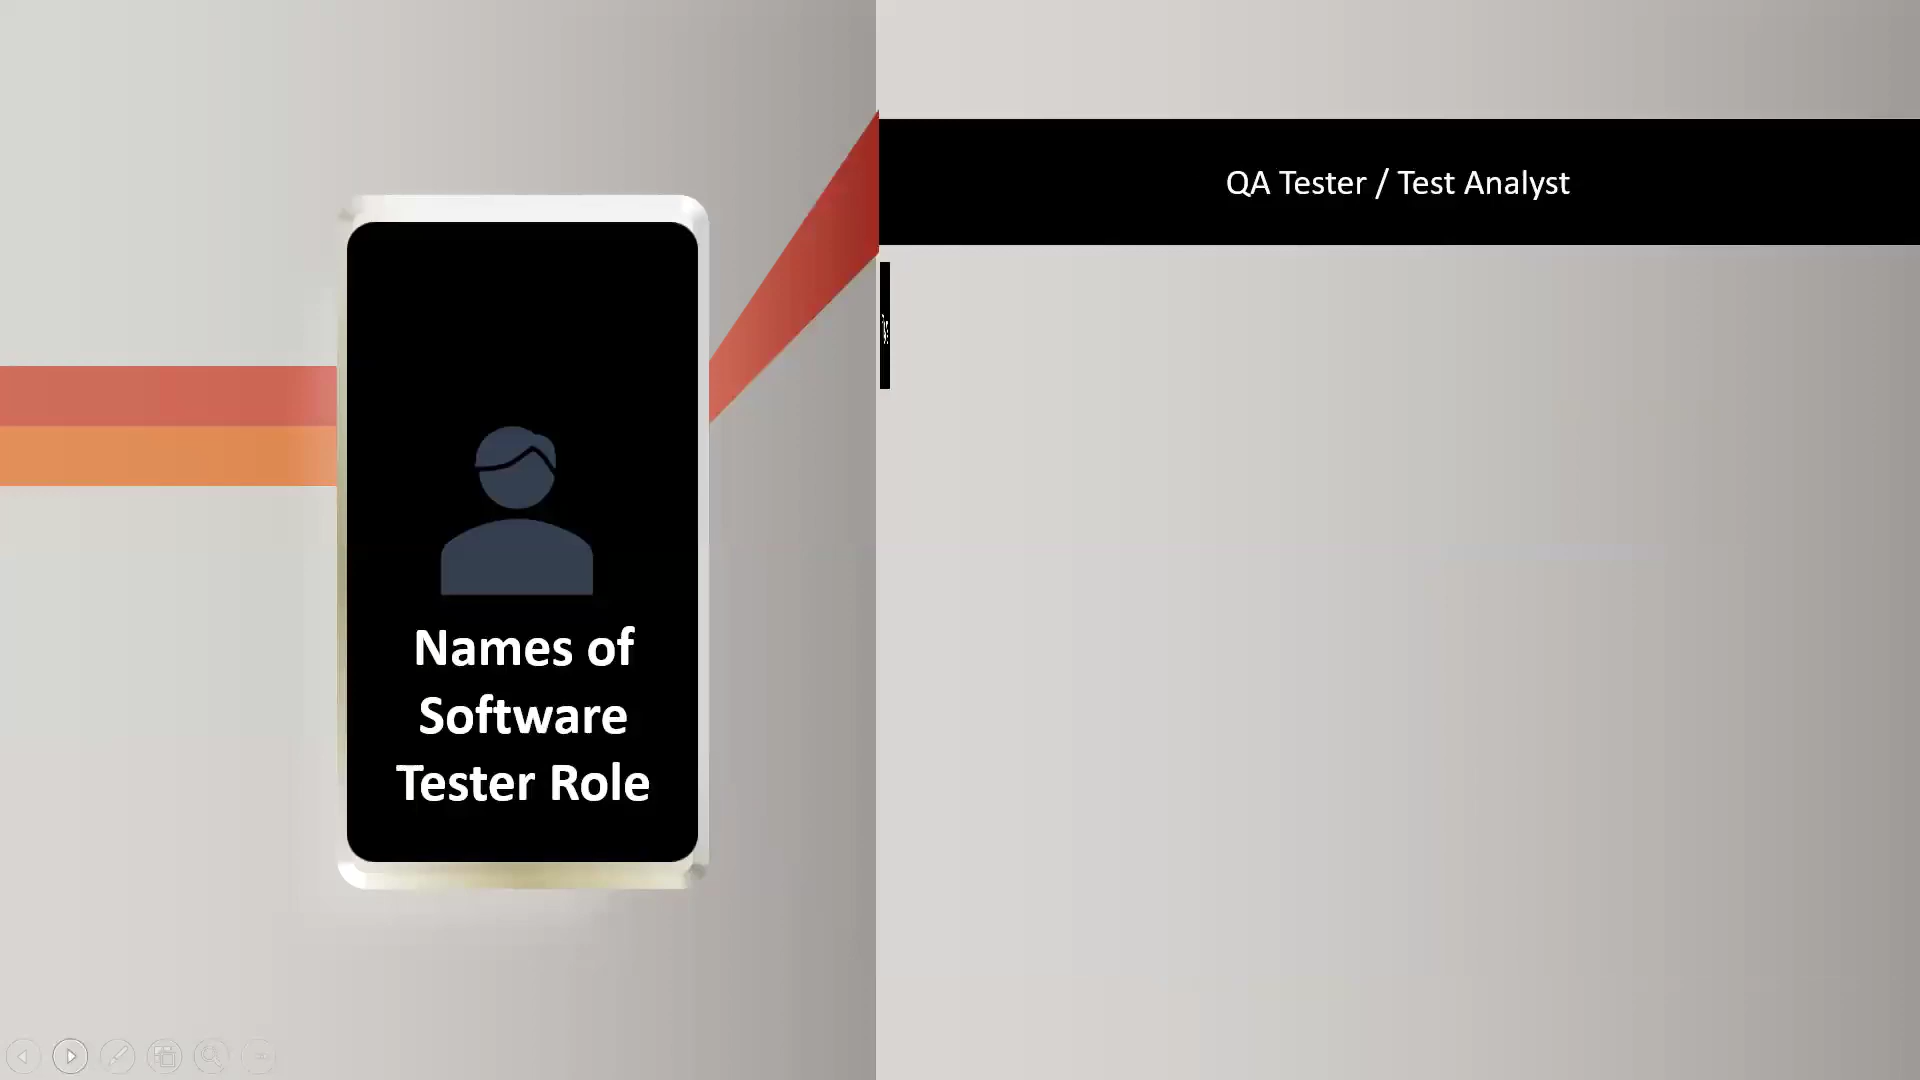 QA Tester / Test Analyst
Names of
Software
Tester Role